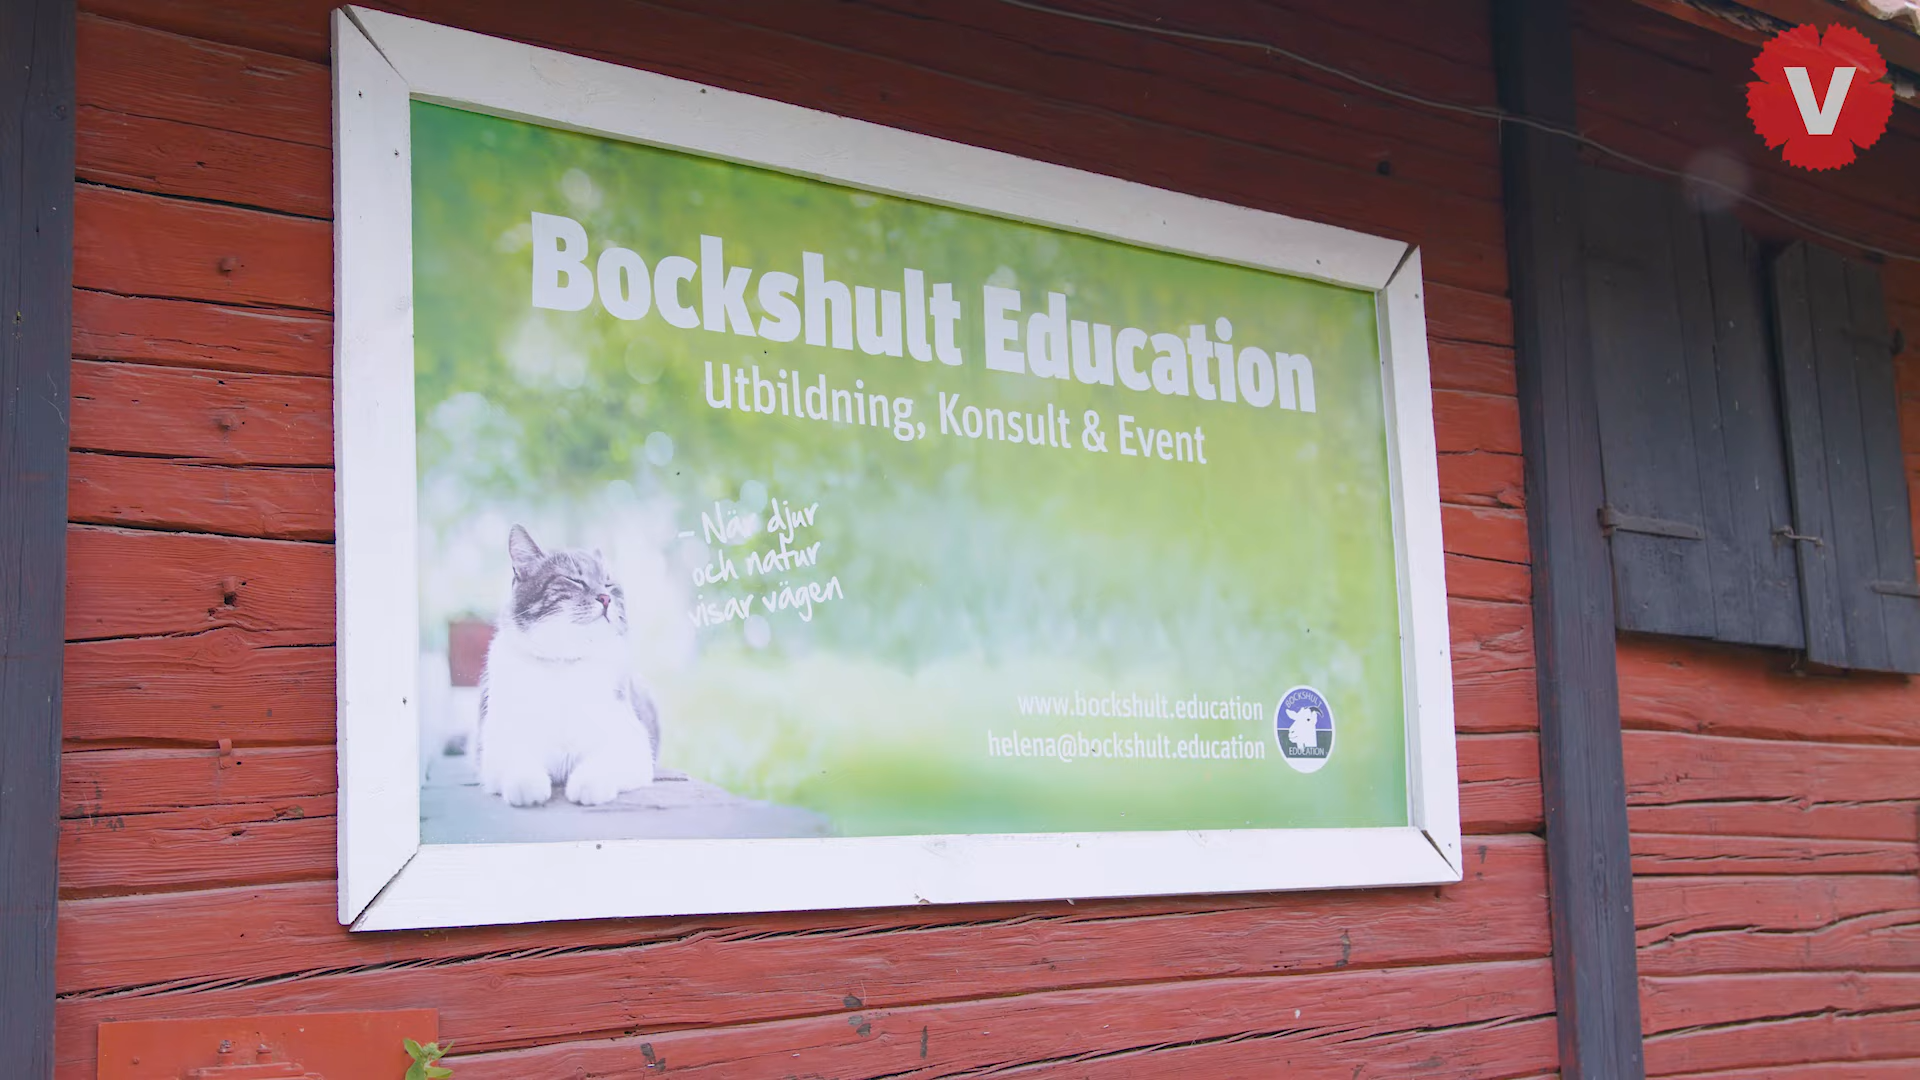 V
Bockshult Education
Utbildning, Konsult & Event
– När djur
och natur
visar vägen
www.bockshult.education
helena@bockshult.education
BOCKSHULT
EDUCATION